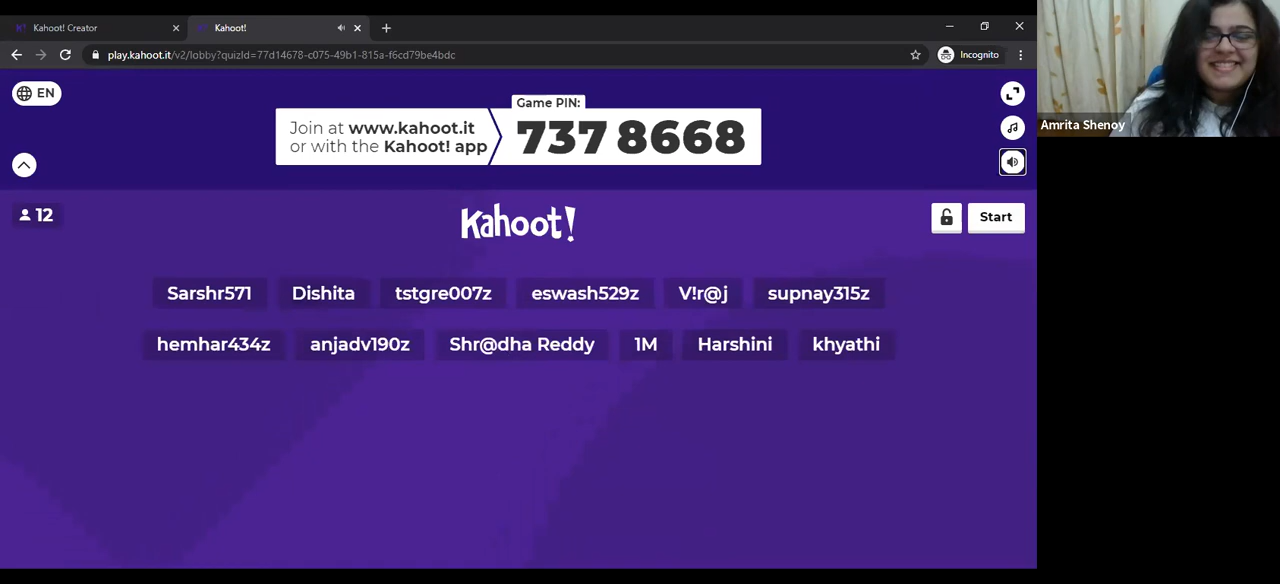 Kahoot! Creator
Kahoot!
play.kahoot.it/v2/lobby?quizId=77d14678-c075-49b1-815a-f6cd79be4bdc
Incognito
EN
Game PIN:
Join at www.kahoot.it
or with the Kahoot! app
737 8668
Amrita Shenoy
12
Kahoot!
Start
Sarshr571 Dishita tstgre007z eswash529z V!r@j supnay315z
hemhar434z anjadv190z Shr@dha Reddy 1M Harshini khyathi